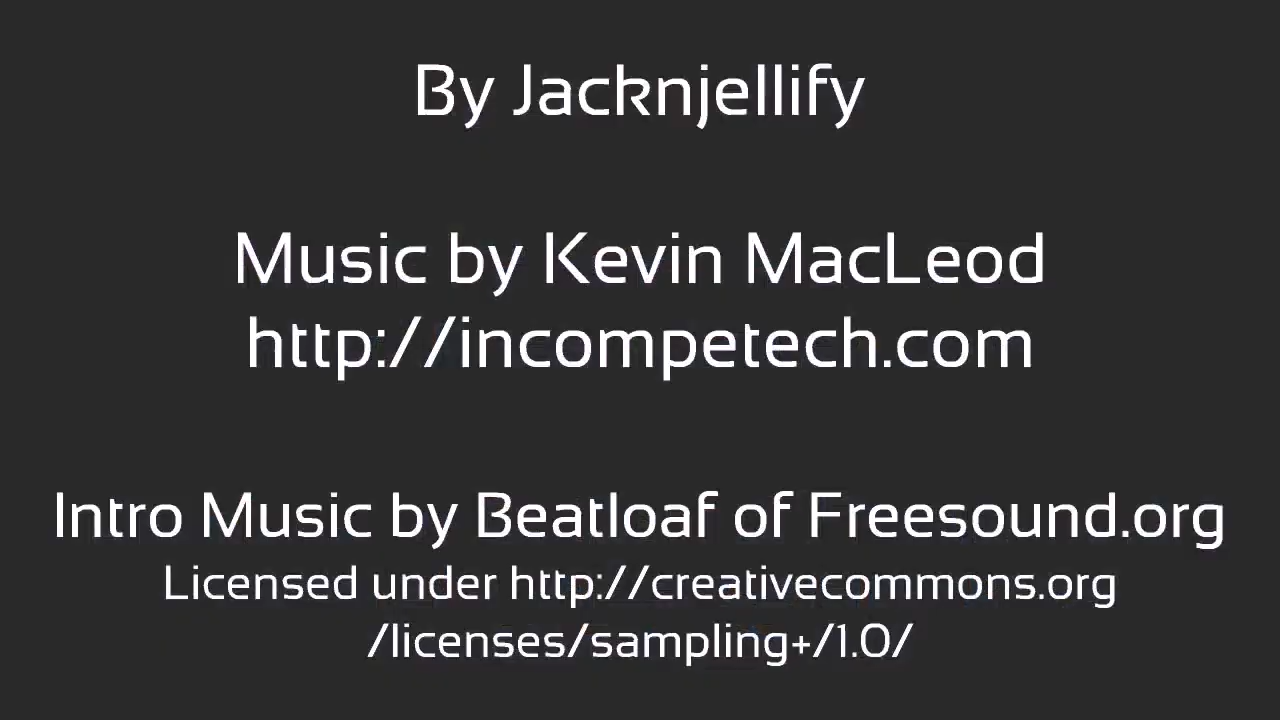 By Jacknjellify
Music by Kevin MacLeod
http://incompetech.com
Intro Music by Beatloaf of Freesound.org
Licensed under http://creativecommons.org
/licenses/sampling+/1.0/